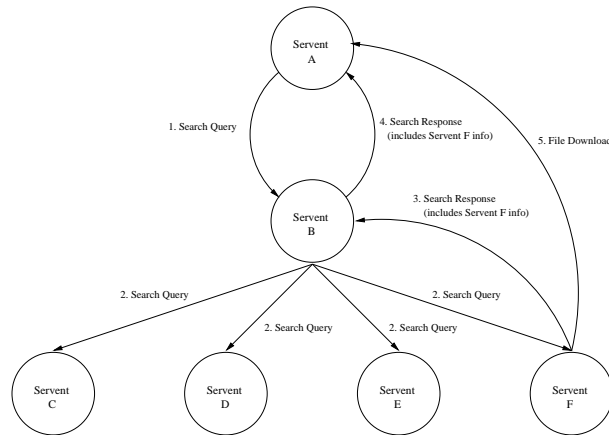 Servent
A
4. Search Response
(includes Servent F info)
1. Search Query
5. File Download
3. Search Response
(includes Servent F info)
Servent
B
2. Search Query
2. Search Query
2. Search Query
2. Search Query
Servent
C
Servent
D
Servent
E
Servent
F